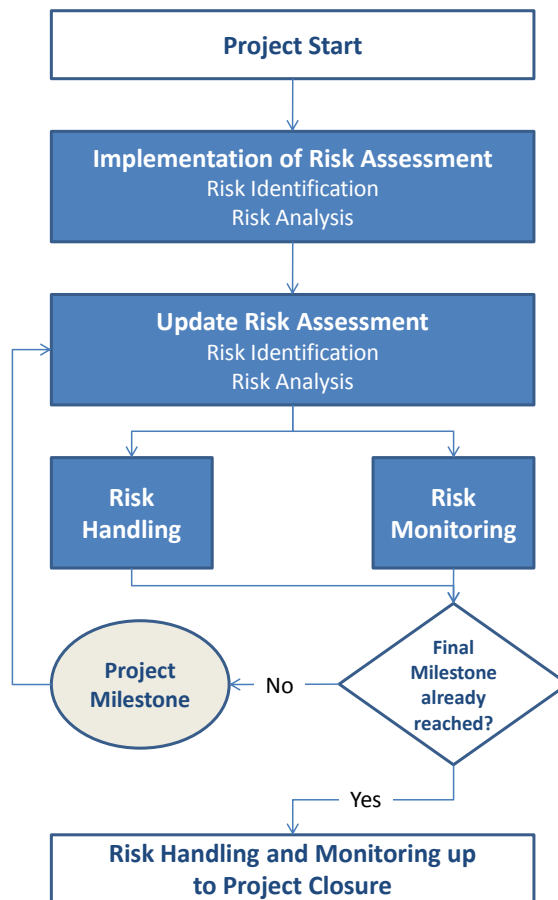 Project Start
Implementation of Risk Assessment
Risk Identification
Risk Analysis
Update Risk Assessment
Risk Identification
Risk Analysis
Risk
Handling
Risk
Monitoring
Final
Milestone
already
reached?
No
Project
Milestone
Yes
Risk Handling and Monitoring up
to Project Closure